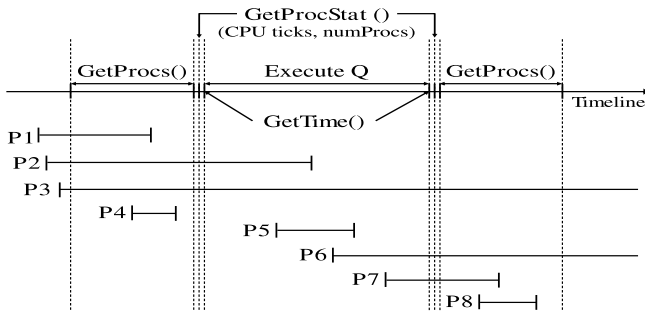 GetProcStat ()
(CPU ticks, numProcs)
GetProcs()
Execute Q
GetProcs()
Timeline
GetTime()
P1
P2
P3
P4
P5
P6
P7
P8